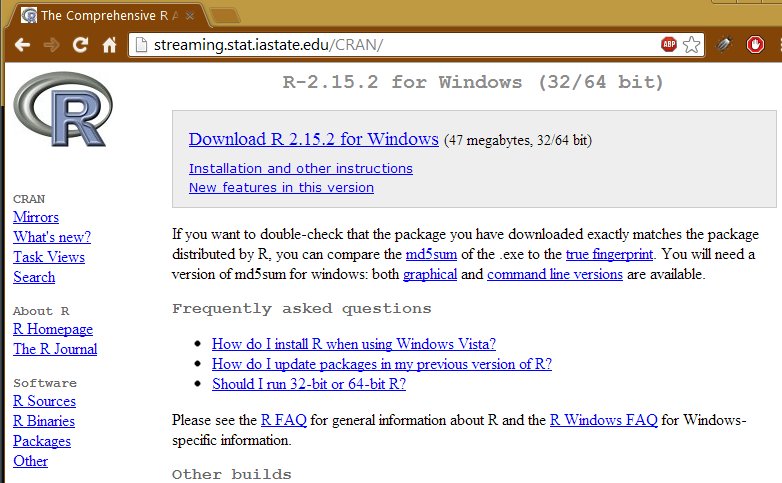 The Comprehensive R A
streaming.stat.iastate.edu/CRAN/
ABP
R
R-2.15.2 for Windows (32/64 bit)
Download R 2.15.2 for Windows (47 megabytes, 32/64 bit)
Installation and other instructions
New features in this version
CRAN
Mirrors
What's new?
Task Views
Search
About R
R Homepage
The R Journal
Software
R Sources
R Binaries
Packages
Other
If you want to double-check that the package you have downloaded exactly matches the package
distributed by R, you can compare the md5sum of the .exe to the true fingerprint. You will need a
version of md5sum for windows: both graphical and command line versions are available.
Frequently asked questions
How do I install R when using Windows Vista?
How do I update packages in my previous version of R?
Should I run 32-bit or 64-bit R?
Please see the R FAQ for general information about R and the R Windows FAQ for Windows-
specific information.
Other builds